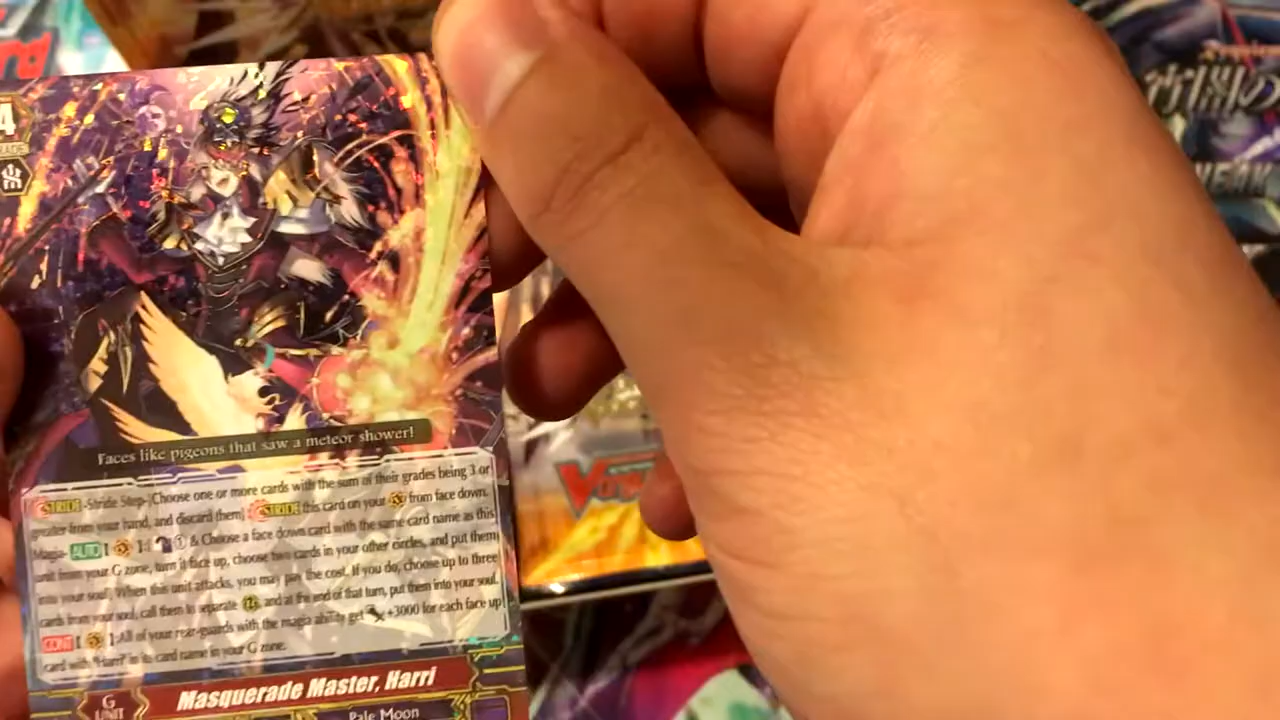 rd
4
宵闇の
Faces like pigeons that saw a meteor shower!
STRIDE -Stride Step- [Choose one or more cards with the sum of their grades being 3 or
greater from your hand, and discard them] STRIDE this card on your from face down.
Magia- AUTO [ ]:[ ① & Choose a face down card with the same card name as this
unit from your G zone, turn it face up, choose two cards in your other circles, and put them
into your soul] When this unit attacks, you may pay the cost. If you do, choose up to three
cards from your soul, call them to separate and at the end of that turn, put them into your soul.
CONT [ ]:All of your rear-guards with the magia ability get +3000 for each face up
card with "Harri" in its card name in your G zone.
G
UNIT
Masquerade Master, Harri
Pale Moon